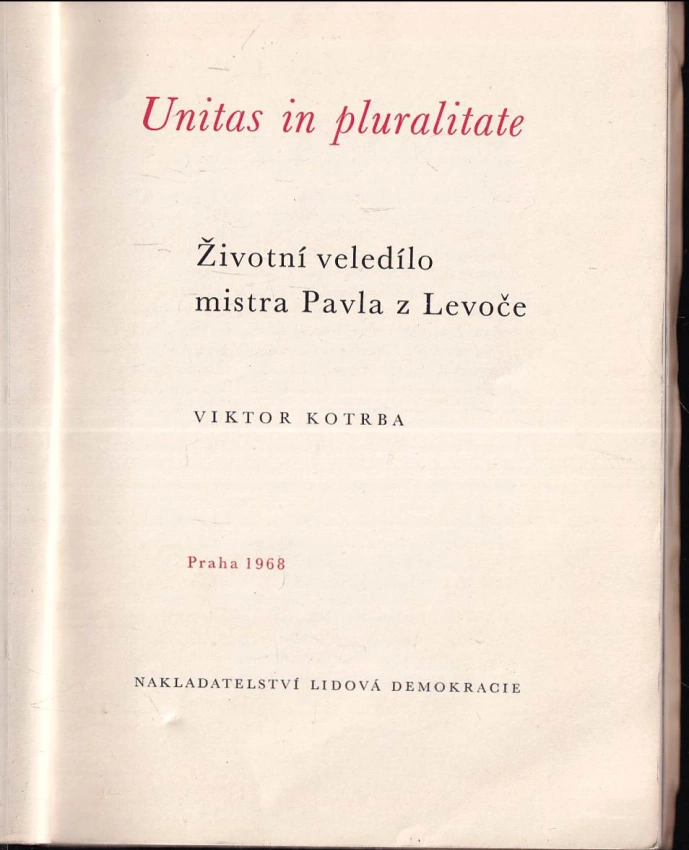 Unitas in pluralitate
Životní veledílo
mistra Pavla z Levoče
VIKTOR KOTRBA
Praha 1968
NAKLADATELSTVÍ LIDOVÁ DEMOKRACIE